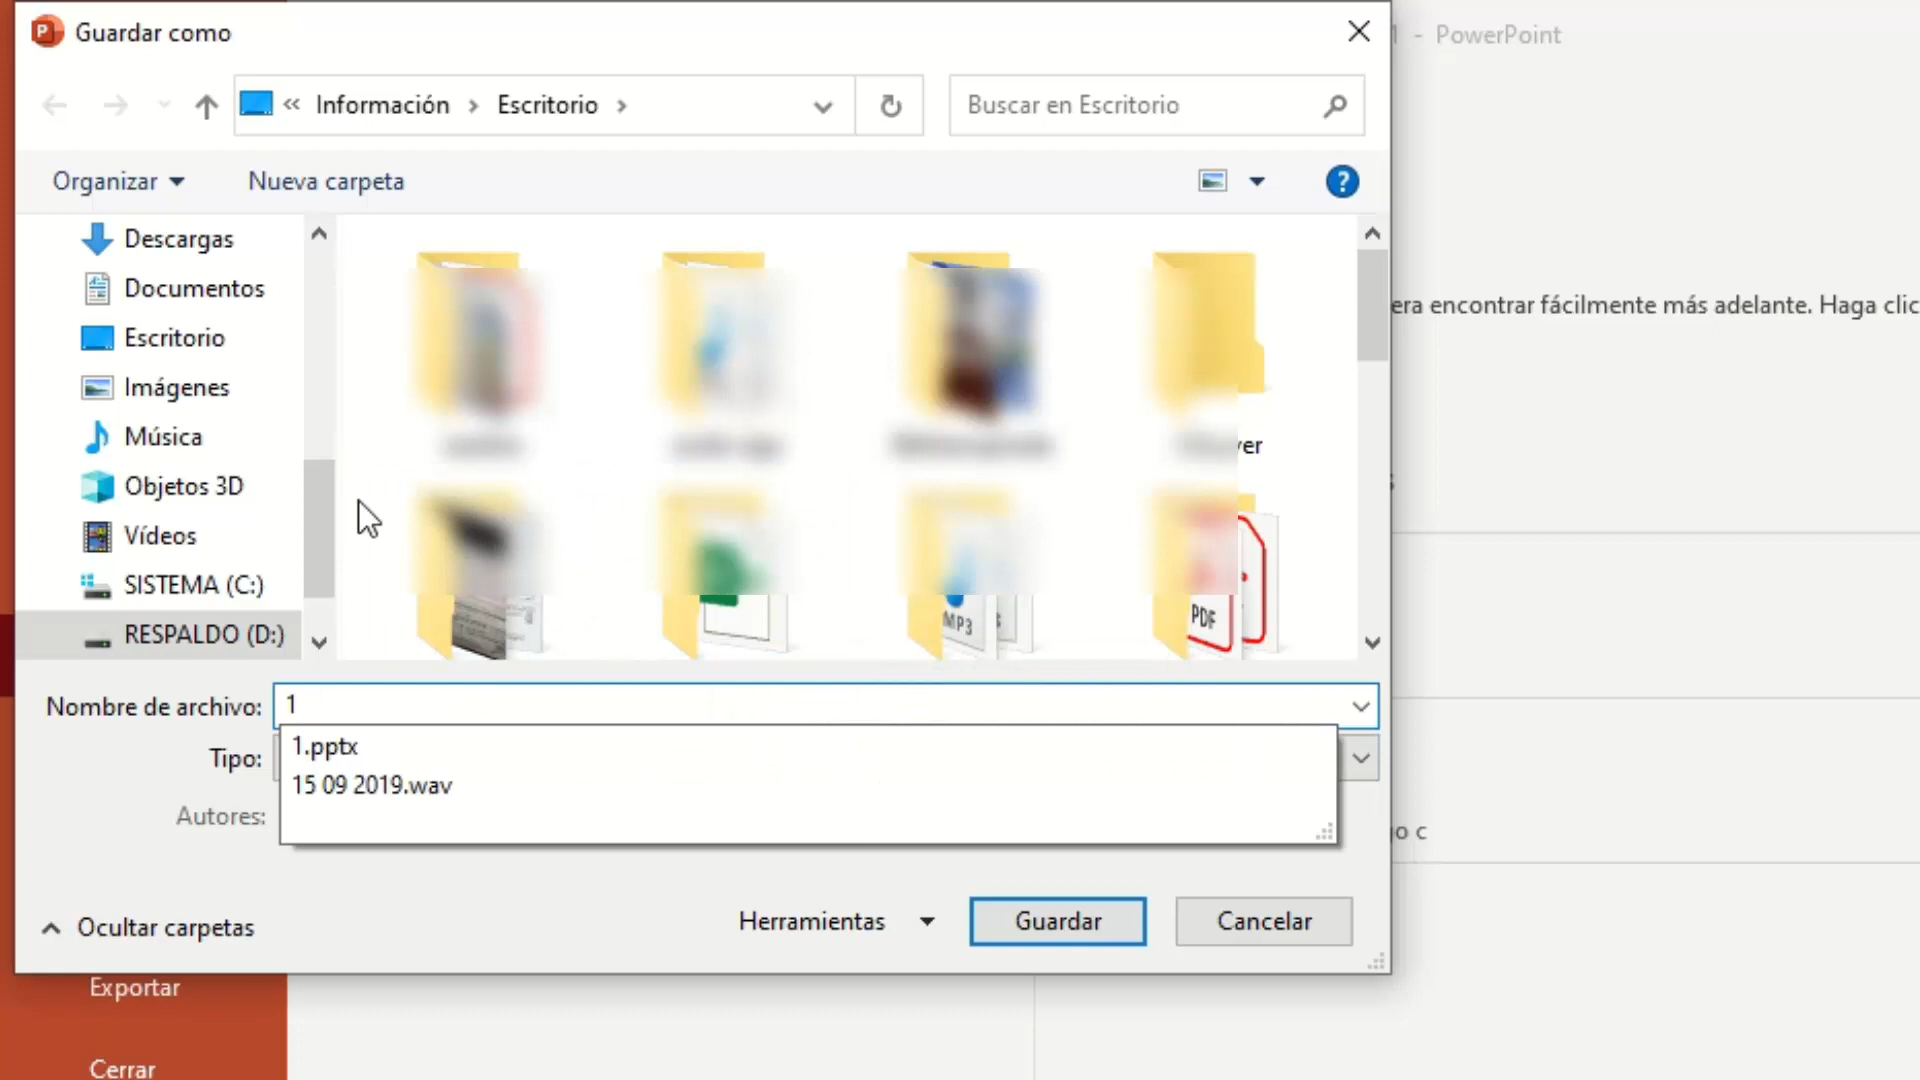 Guardar como
- PowerPoint
« Información > Escritorio >
Buscar en Escritorio
Organizar
Nueva carpeta
?
Descargas
Documentos
Escritorio
Imágenes
Música
Objetos 3D
Vídeos
SISTEMA (C:)
RESPALDO (D:)
MP3
PDF
era encontrar fácilmente más adelante. Haga clic
Nombre de archivo: 1
1.pptx
Tipo:
15 09 2019.wav
Autores:
Ocultar carpetas
Herramientas
Guardar
Cancelar
Exportar
Cerrar